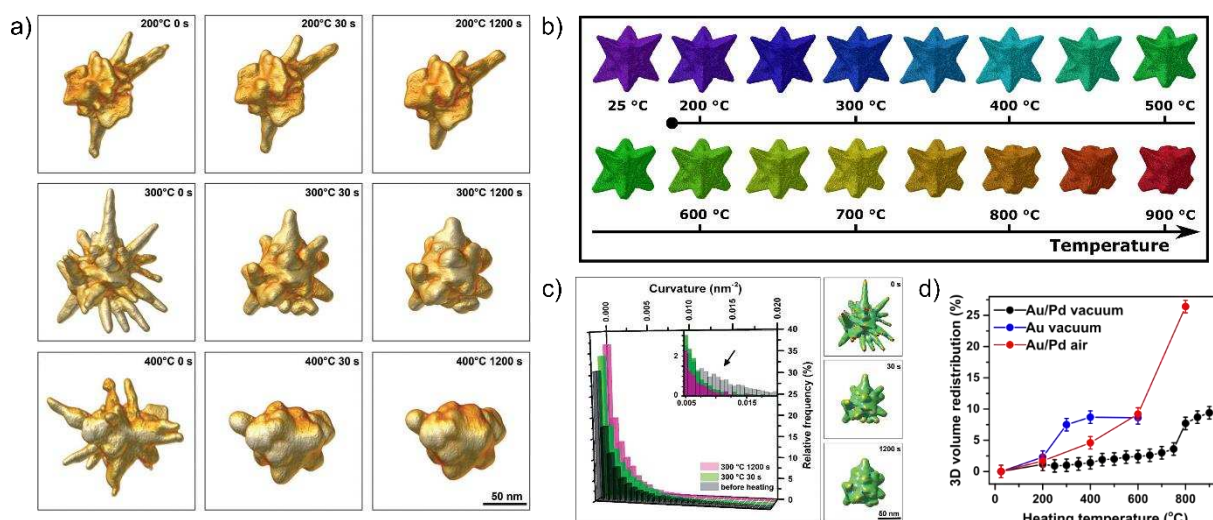 a)
200°C 0 s
200°C 30 s
200°C 1200 s
300°C 0 s
300°C 30 s
300°C 1200 s
400°C 0 s
400°C 30 s
400°C 1200 s
50 nm
b)
25 °C 200 °C 300 °C 400 °C 500 °C
600 °C 700 °C 800 °C 900 °C
Temperature
c)
Curvature (nm⁻²)
0.000 0.005 0.010 0.015 0.020
40
35
30
25
20
15
10
5
0
Relative frequency (%)
2
0
0.005 0.015
300 °C 1200 s
300 °C 30 s
before heating
0 s
30 s
1200 s
50 nm
d)
3D volume redistribution (%)
25
20
15
10
5
0
Au/Pd vacuum
Au vacuum
Au/Pd air
0 200 400 600 800
Heating temperature (°C)